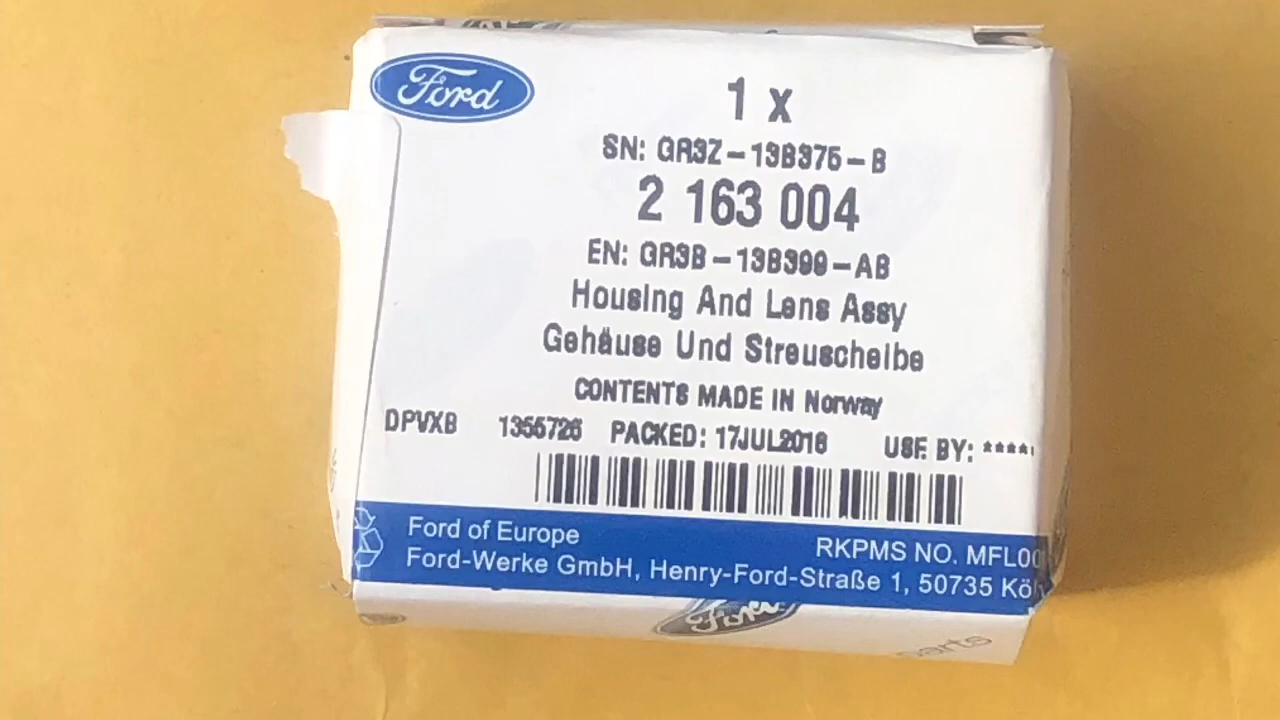 Ford
1 x
SN: GR3Z-13B375-B
2 163 004
EN: GR3B-13B399-AB
Housing And Lens Assy
Gehäuse Und Streuscheibe
CONTENTS MADE IN Norway
DPVXB 1355726 PACKED: 17JUL2018 USE BY: ****
Ford of Europe
RKPMS NO.
Ford-Werke GmbH, Henry-Ford-Straße 1, 50735
Ford